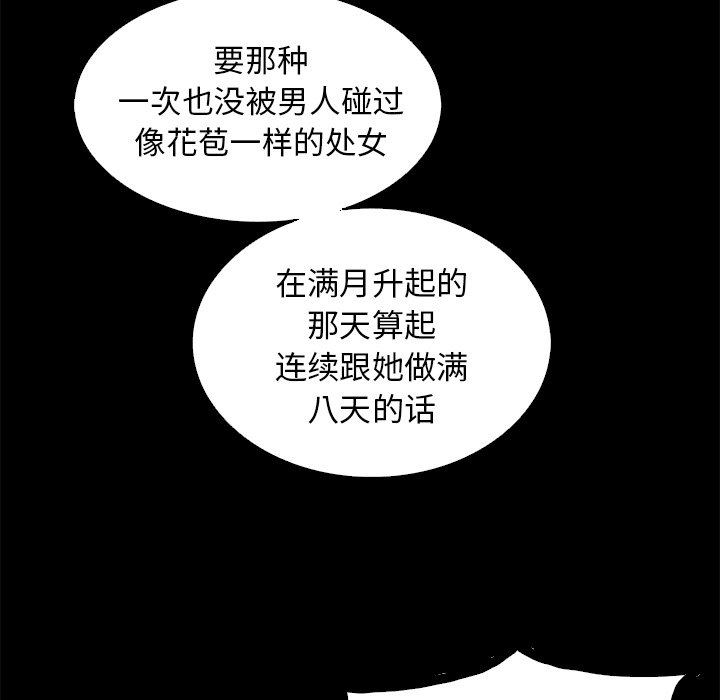 要那种
一次也没被男人碰过
像花苞一样的处女
在满月升起的
那天算起
连续跟她做满
八天的话